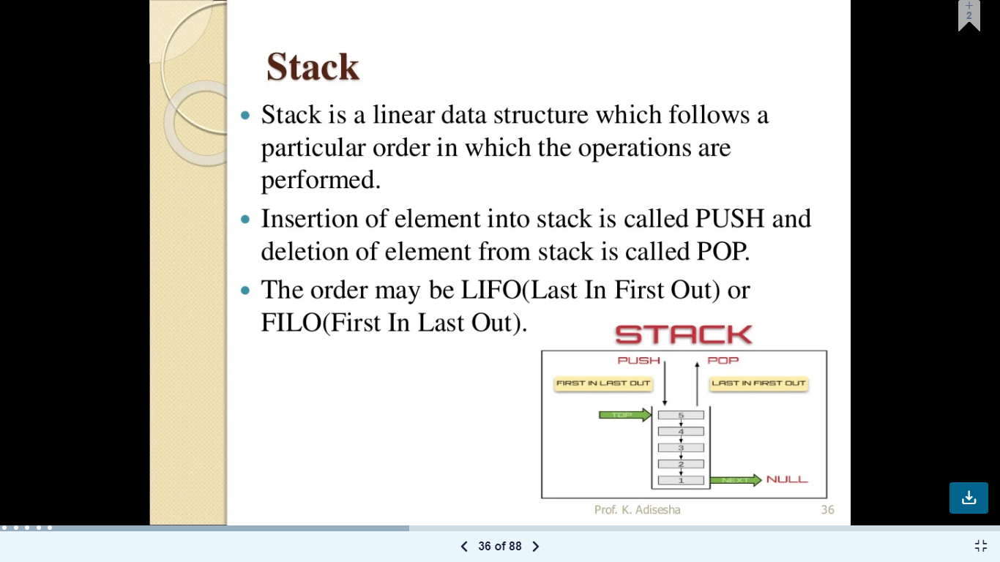 +
2
Stack
Stack is a linear data structure which follows a
particular order in which the operations are
performed.
Insertion of element into stack is called PUSH and
deletion of element from stack is called POP.
The order may be LIFO(Last In First Out) or
FILO(First In Last Out).
STACK
PUSH POP
FIRST IN LAST OUT LAST IN FIRST OUT
TOP 5
4
3
2
1 NEXT NULL
Prof. K. Adisesha 36
36 of 88